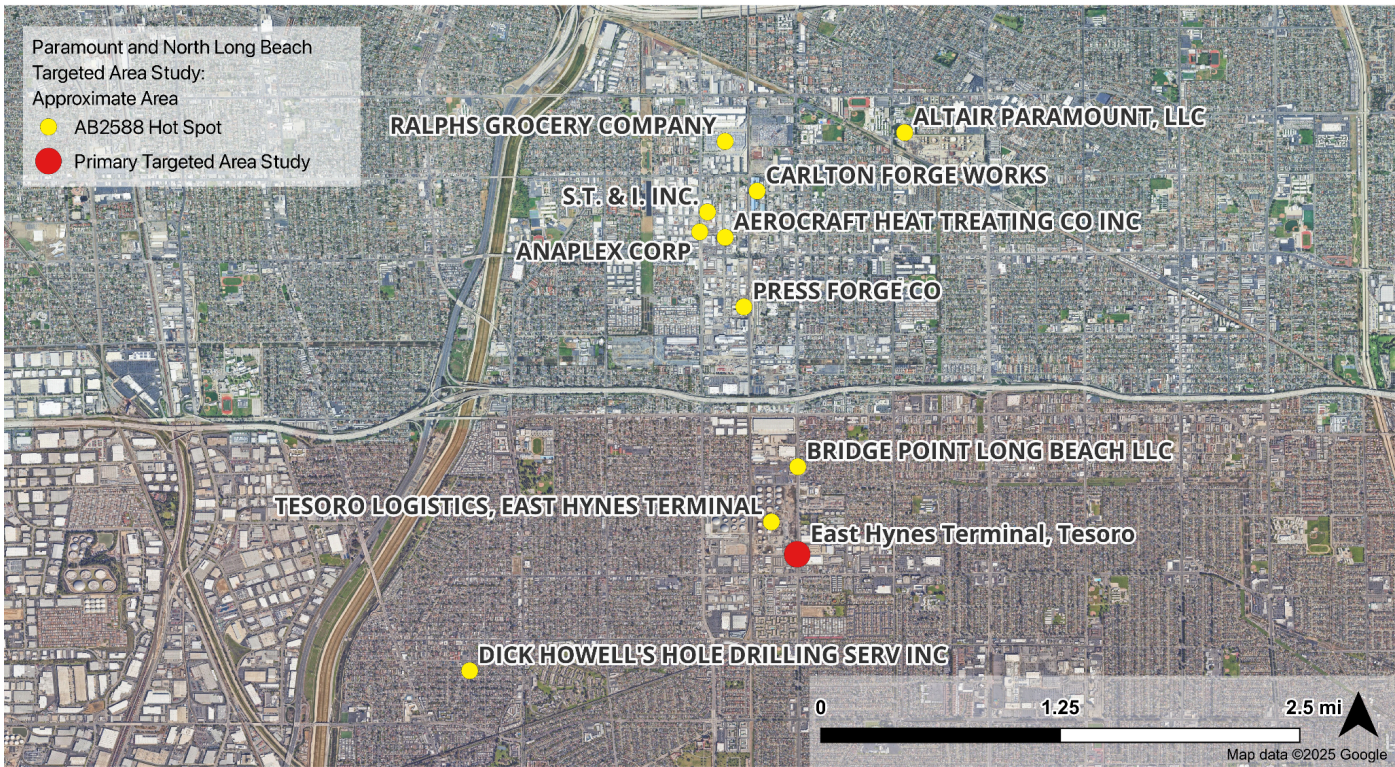 Paramount and North Long Beach
Targeted Area Study:
Approximate Area
AB2588 Hot Spot
Primary Targeted Area Study
RALPHS GROCERY COMPANY
ALTAIR PARAMOUNT, LLC
CARLTON FORGE WORKS
S.T. & I. INC.
AEROCRAFT HEAT TREATING CO INC
ANAPLEX CORP
PRESS FORGE CO
BRIDGE POINT LONG BEACH LLC
TESORO LOGISTICS, EAST HYNES TERMINAL
East Hynes Terminal, Tesoro
DICK HOWELL'S HOLE DRILLING SERV INC
0 1.25 2.5 mi
Map data ©2025 Google